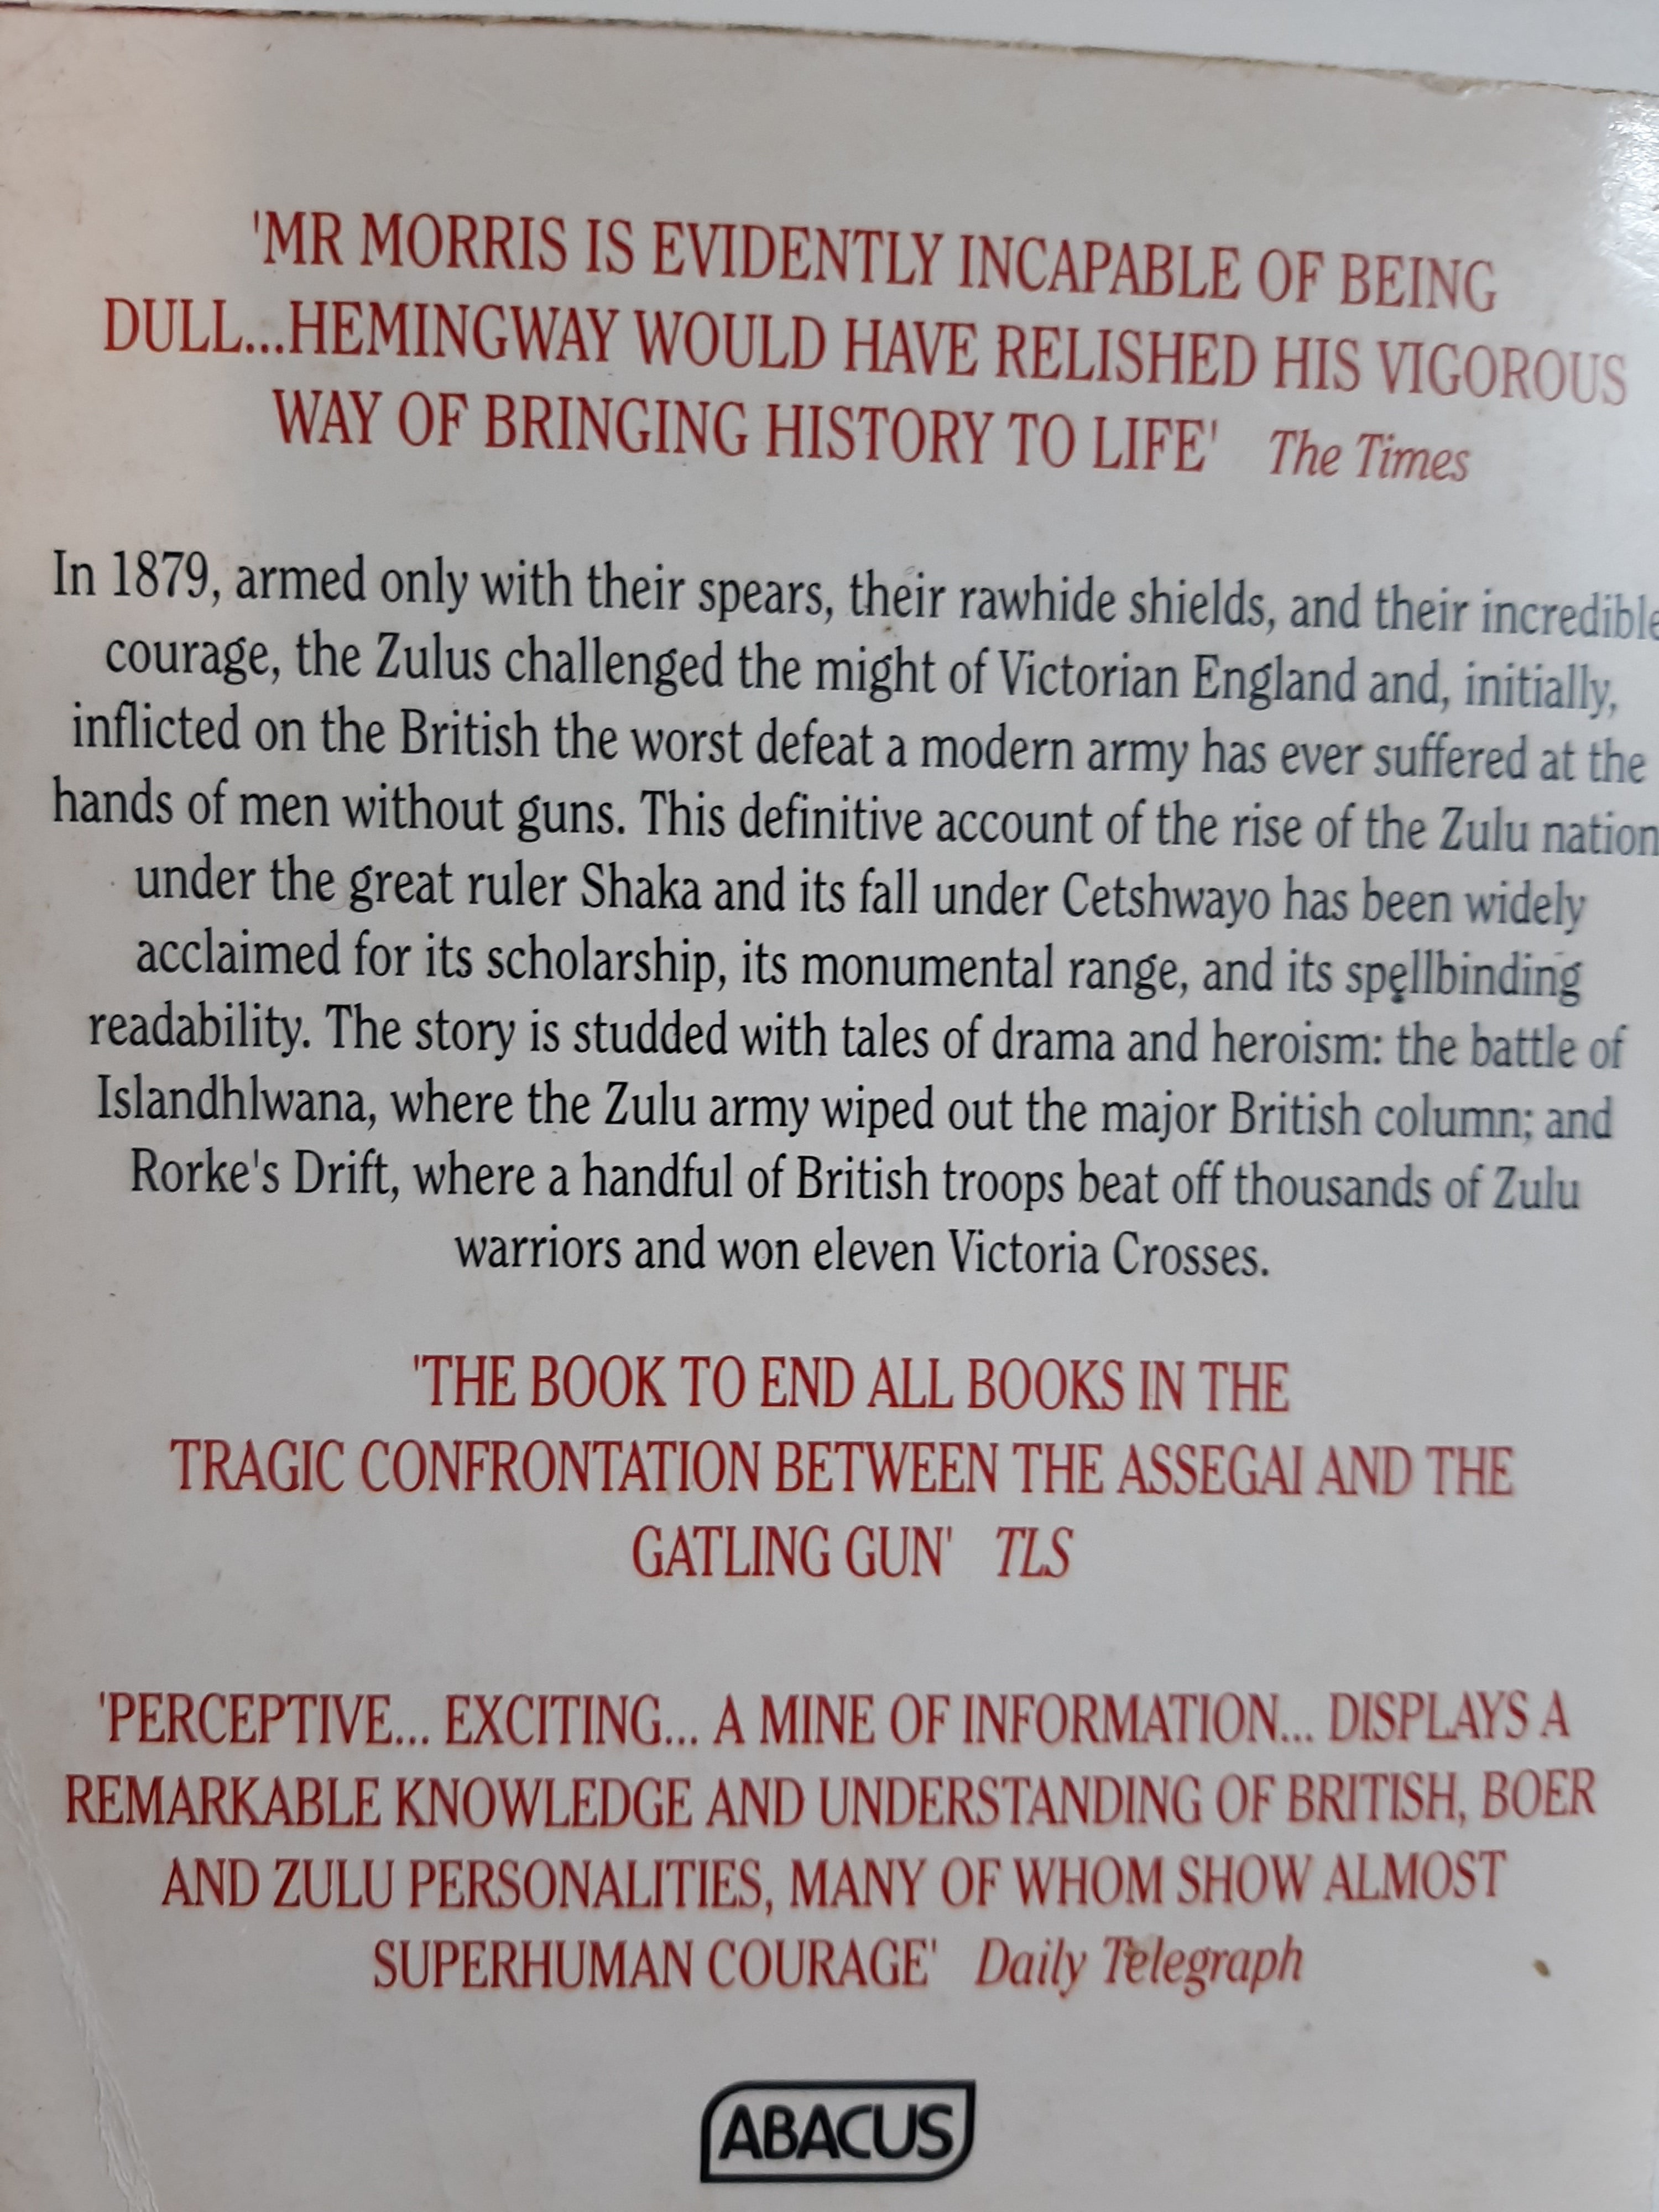 'MR MORRIS IS EVIDENTLY INCAPABLE OF BEING
DULL...HEMINGWAY WOULD HAVE RELISHED HIS VIGOROUS
WAY OF BRINGING HISTORY TO LIFE' The Times
In 1879, armed only with their spears, their rawhide shields, and their incredible
courage, the Zulus challenged the might of Victorian England and, initially,
inflicted on the British the worst defeat a modern army has ever suffered at the
hands of men without guns. This definitive account of the rise of the Zulu nation
under the great ruler Shaka and its fall under Cetshwayo has been widely
acclaimed for its scholarship, its monumental range, and its spellbinding
readability. The story is studded with tales of drama and heroism: the battle of
Islandhlwana, where the Zulu army wiped out the major British column; and
Rorke's Drift, where a handful of British troops beat off thousands of Zulu
warriors and won eleven Victoria Crosses.
'THE BOOK TO END ALL BOOKS IN THE
TRAGIC CONFRONTATION BETWEEN THE ASSEGAI AND THE
GATLING GUN' TLS
'PERCEPTIVE... EXCITING... A MINE OF INFORMATION... DISPLAYS A
REMARKABLE KNOWLEDGE AND UNDERSTANDING OF BRITISH, BOER
AND ZULU PERSONALITIES, MANY OF WHOM SHOW ALMOST
SUPERHUMAN COURAGE' Daily Telegraph
ABACUS